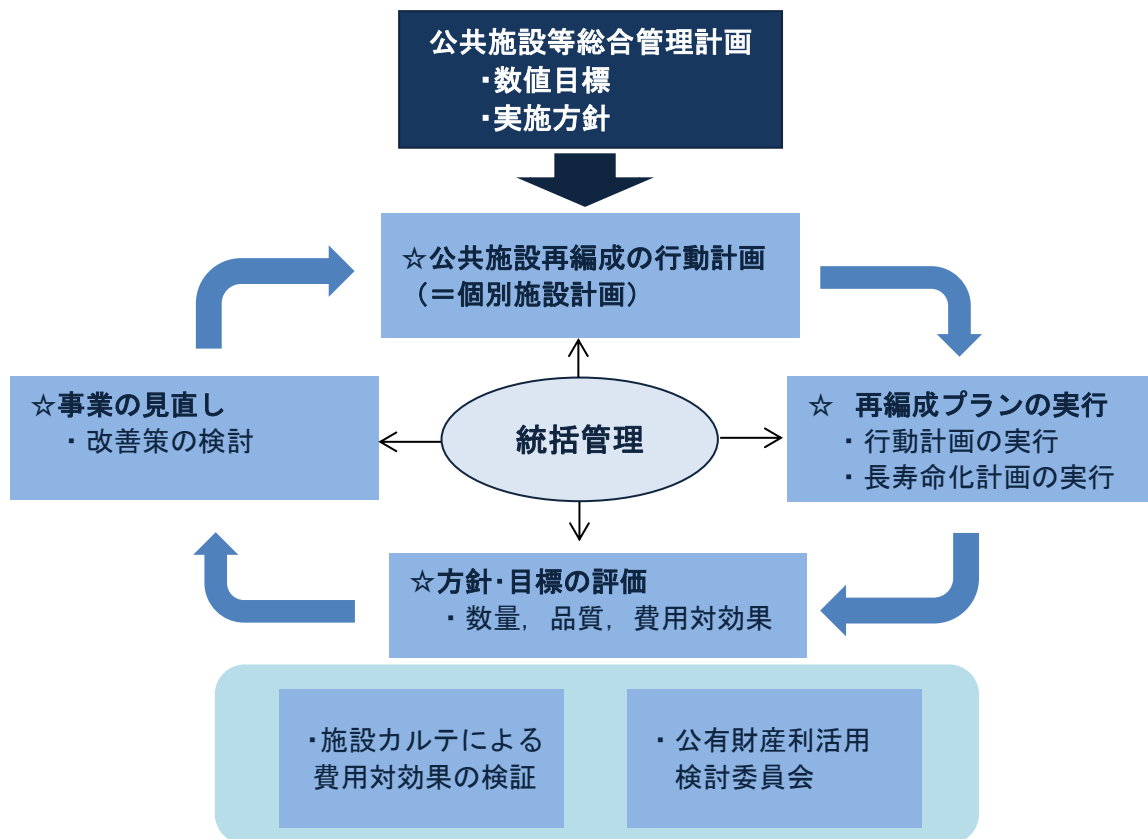 公共施設等総合管理計画
・数値目標
・実施方針
☆公共施設再編成の行動計画
（＝個別施設計画）
☆事業の見直し
・改善策の検討
統括管理
☆ 再編成プランの実行
・行動計画の実行
・長寿命化計画の実行
☆方針・目標の評価
・数量，品質，費用対効果
・施設カルテによる
費用対効果の検証
・公有財産利活用
検討委員会